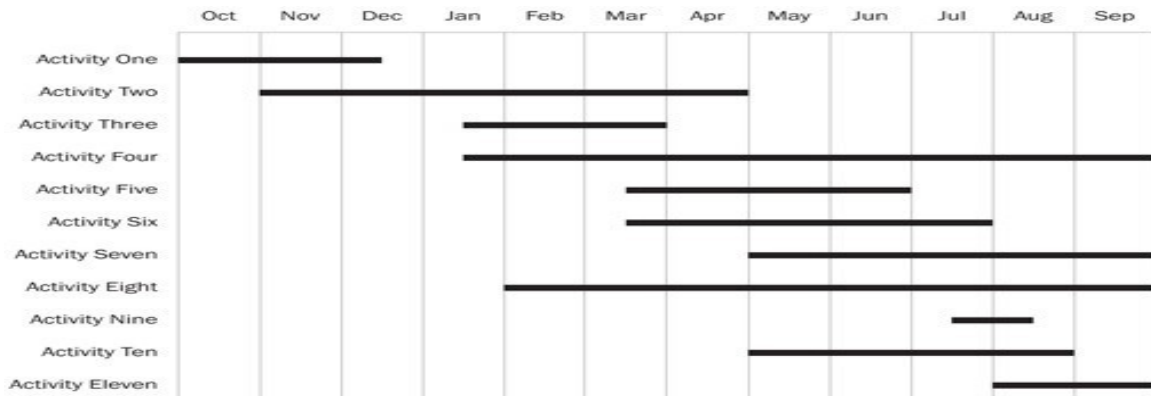 Oct Nov Dec Jan Feb Mar Apr May Jun Jul Aug Sep
Activity One
Activity Two
Activity Three
Activity Four
Activity Five
Activity Six
Activity Seven
Activity Eight
Activity Nine
Activity Ten
Activity Eleven